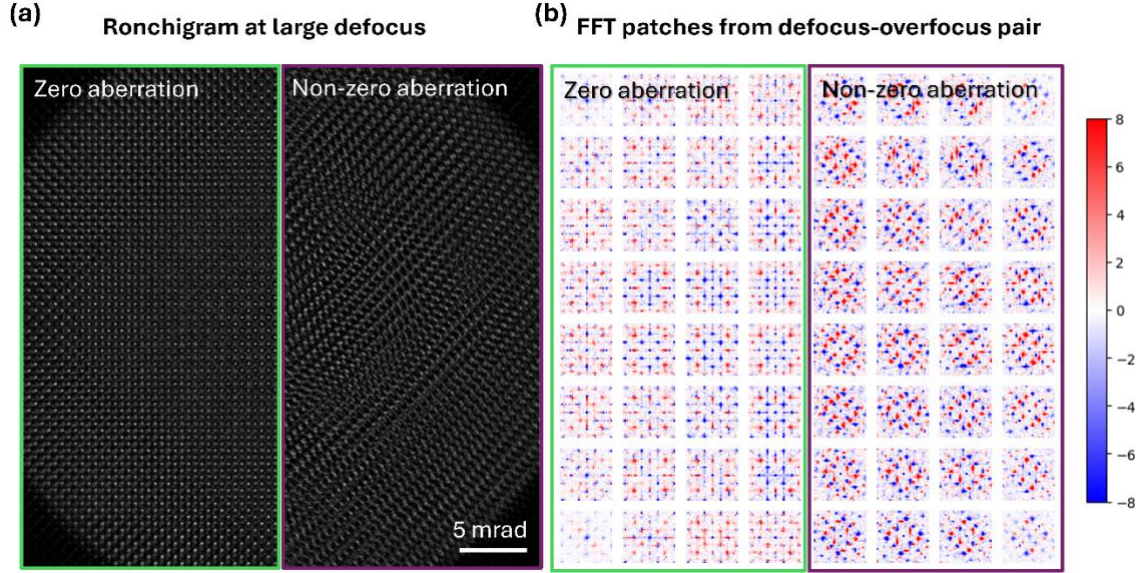 (a)
Ronchigram at large defocus
Zero aberration
Non-zero aberration
5 mrad
(b)
FFT patches from defocus-overfocus pair
Zero aberration
Non-zero aberration
8
6
4
2
0
−2
−4
−6
−8